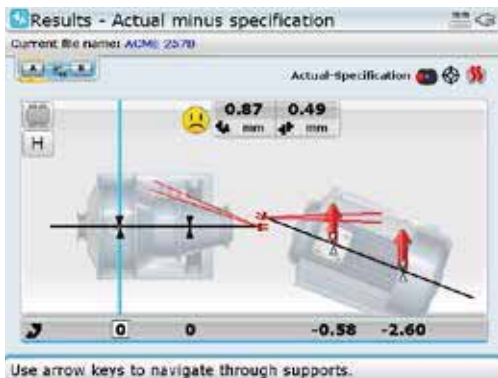 Results - Actual minus specification
Current file name: ACME 2578
A B
Actual-Specification
0.87 0.49
mm mm
H
0 0 -0.58 -2.60
Use arrow keys to navigate through supports.